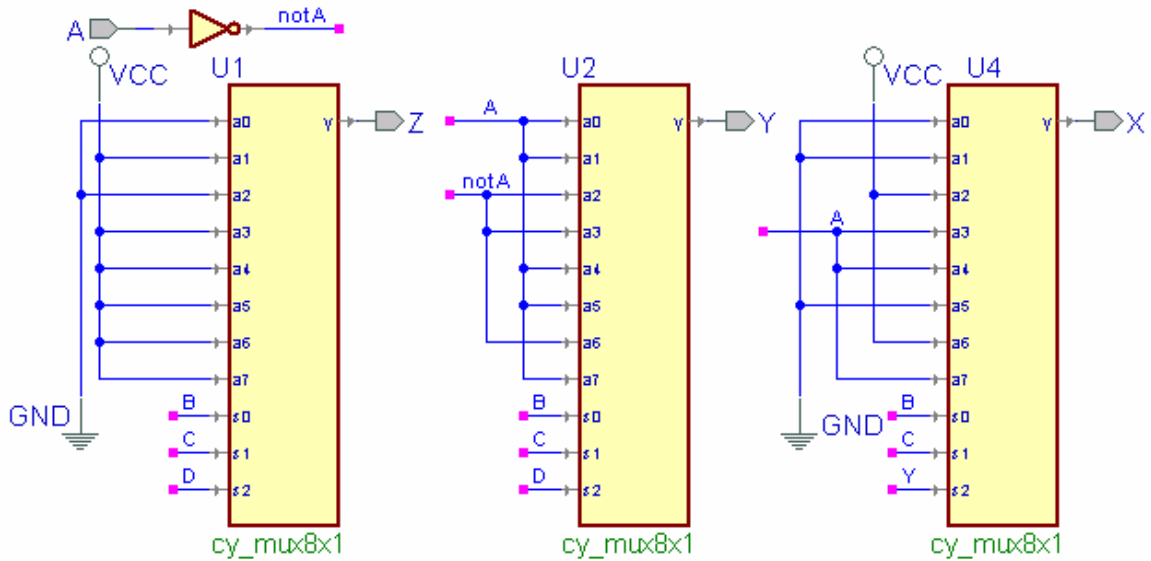 A
notA
VCC
U1
a0
a1
a2
a3
a4
a5
a6
a7
s0
s1
s2
y
Z
GND
B
C
D
cy_mux8x1
U2
A
notA
a0
a1
a2
a3
a4
a5
a6
a7
s0
s1
s2
y
Y
B
C
D
cy_mux8x1
VCC
U4
A
a0
a1
a2
a3
a4
a5
a6
a7
s0
s1
s2
y
X
GND
B
C
Y
cy_mux8x1